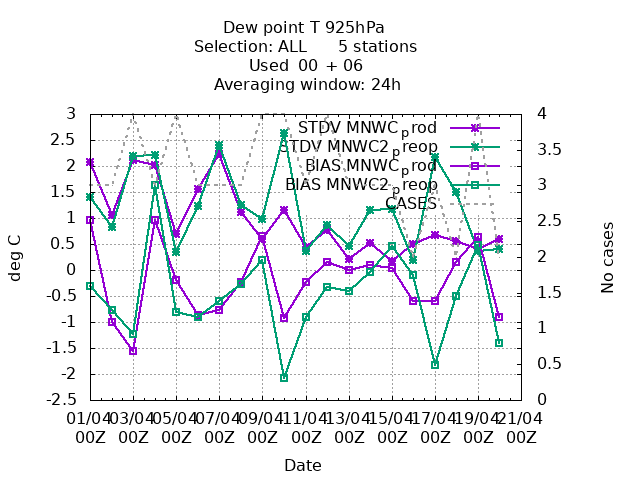 Dew point T 925hPa
Selection: ALL      5 stations
Used  00  + 06
Averaging window: 24h
STDV MNWC_prod
STDV MNWC2_preop
BIAS MNWC_prod
BIAS MNWC2_preop
CASES
3
2.5
2
1.5
1
0.5
0
-0.5
-1
-1.5
-2
-2.5
4
3.5
3
2.5
2
1.5
1
0.5
0
deg C
No cases
01/04 03/04 05/04 07/04 09/04 11/04 13/04 15/04 17/04 19/04 21/04
00Z 00Z 00Z 00Z 00Z 00Z 00Z 00Z 00Z 00Z 00Z
Date